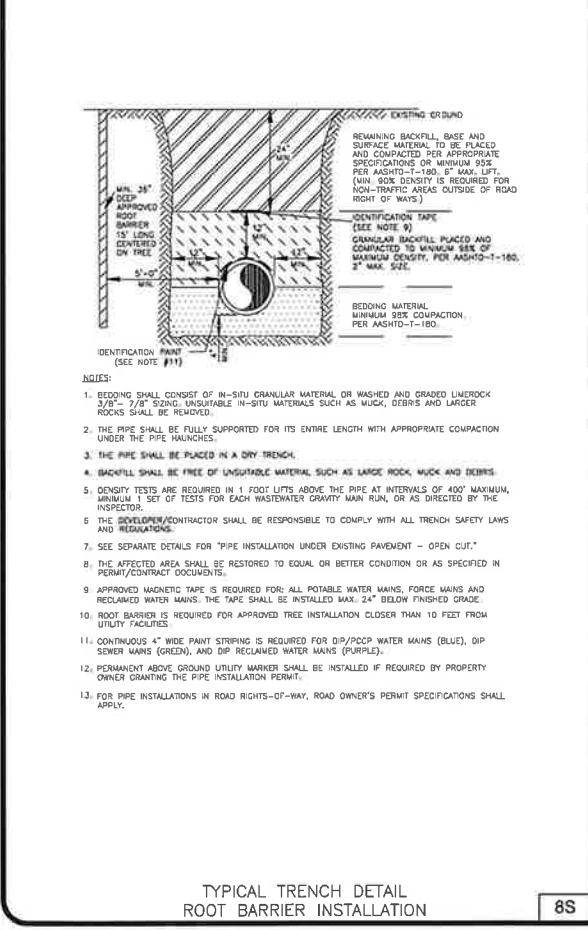 EXISTING GROUND
24"
MIN.
REMAINING BACKFILL, BASE AND
SURFACE MATERIAL TO BE PLACED
AND COMPACTED PER APPROPRIATE
SPECIFICATIONS OR MINIMUM 95%
PER AASHTO-T-180. 6" MAX. LIFT.
(MIN. 90% DENSITY IS REQUIRED FOR
NON-TRAFFIC AREAS OUTSIDE OF ROAD
RIGHT OF WAYS.)
MIN. 36"
DEEP
APPROVED
ROOT
BARRIER
15' LONG
CENTERED
ON TREE
IDENTIFICATION TAPE
(SEE NOTE 9)
GRANULAR BACKFILL PLACED AND
COMPACTED TO MINIMUM 98% OF
MAXIMUM DENSITY, PER AASHTO-T-180.
2" MAX. SIZE.
12"
MIN.
12"
MIN.
12"
MIN.
5'-0"
MIN.
BEDDING MATERIAL
MINIMUM 98% COMPACTION
PER AASHTO-T-180.
4"
MIN.
IDENTIFICATION PAINT
(SEE NOTE #11)
NOTES:
1. BEDDING SHALL CONSIST OF IN-SITU GRANULAR MATERIAL OR WASHED AND GRADED LIMEROCK
3/8"- 7/8" SIZING. UNSUITABLE IN-SITU MATERIALS SUCH AS MUCK, DEBRIS AND LARGER
ROCKS SHALL BE REMOVED.
2. THE PIPE SHALL BE FULLY SUPPORTED FOR ITS ENTIRE LENGTH WITH APPROPRIATE COMPACTION
UNDER THE PIPE HAUNCHES.
3. THE PIPE SHALL BE PLACED IN A DRY TRENCH.
4. BACKFILL SHALL BE FREE OF UNSUITABLE MATERIAL SUCH AS LARGE ROCK, MUCK AND DEBRIS.
5. DENSITY TESTS ARE REQUIRED IN 1 FOOT LIFTS ABOVE THE PIPE AT INTERVALS OF 400' MAXIMUM,
MINIMUM 1 SET OF TESTS FOR EACH WASTEWATER GRAVITY MAIN RUN, OR AS DIRECTED BY THE
INSPECTOR.
6 THE DEVELOPER/CONTRACTOR SHALL BE RESPONSIBLE TO COMPLY WITH ALL TRENCH SAFETY LAWS
AND REGULATIONS.
7. SEE SEPARATE DETAILS FOR "PIPE INSTALLATION UNDER EXISTING PAVEMENT - OPEN CUT."
8. THE AFFECTED AREA SHALL BE RESTORED TO EQUAL OR BETTER CONDITION OR AS SPECIFIED IN
PERMIT/CONTRACT DOCUMENTS.
9 APPROVED MAGNETIC TAPE IS REQUIRED FOR: ALL POTABLE WATER MAINS, FORCE MAINS AND
RECLAIMED WATER MAINS. THE TAPE SHALL BE INSTALLED MAX. 24" BELOW FINISHED GRADE.
10. ROOT BARRIER IS REQUIRED FOR APPROVED TREE INSTALLATION CLOSER THAN 10 FEET FROM
UTILITY FACILITIES
11. CONTINUOUS 4" WIDE PAINT STRIPING IS REQUIRED FOR DIP/PCCP WATER MAINS (BLUE), DIP
SEWER MAINS (GREEN), AND DIP RECLAIMED WATER MAINS (PURPLE).
12. PERMANENT ABOVE GROUND UTILITY MARKER SHALL BE INSTALLED IF REQUIRED BY PROPERTY
OWNER GRANTING THE PIPE INSTALLATION PERMIT.
13. FOR PIPE INSTALLATIONS IN ROAD RIGHTS-OF-WAY, ROAD OWNER'S PERMIT SPECIFICATIONS SHALL
APPLY.
TYPICAL TRENCH DETAIL
ROOT BARRIER INSTALLATION
8S